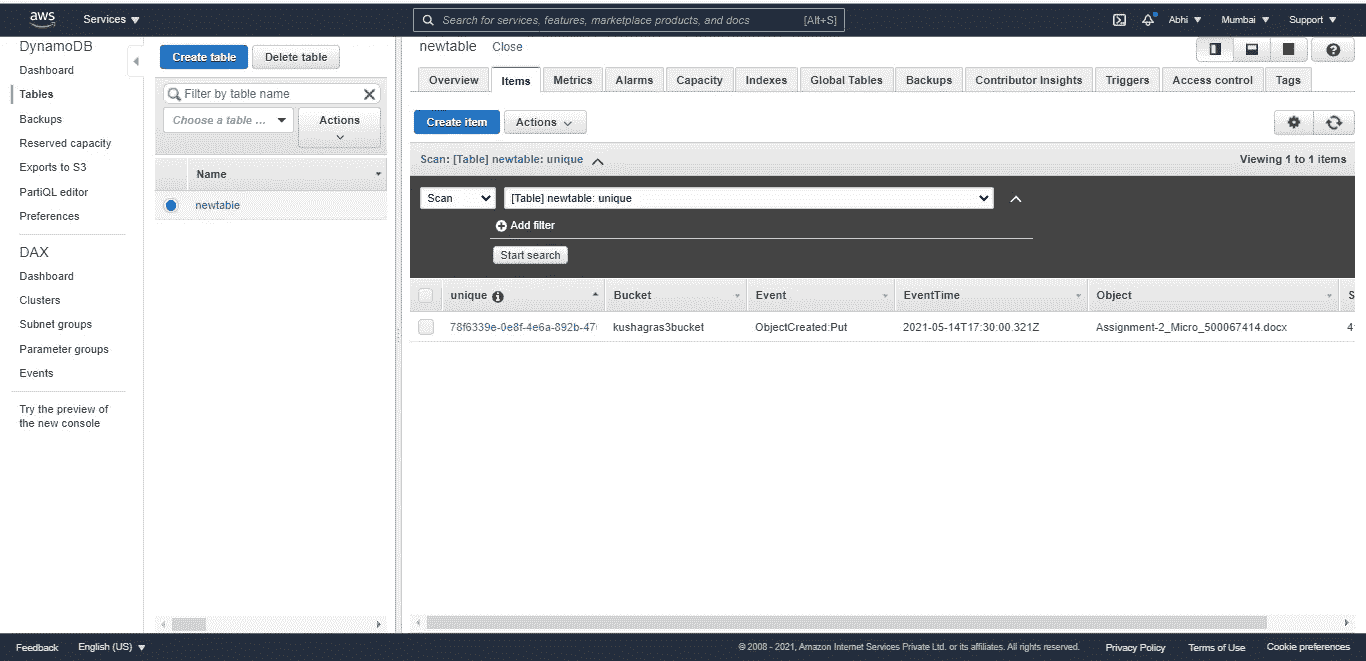 aws Services Search for services, features, marketplace products, and docs [Alt+S] Abhi Mumbai Support
DynamoDB
Dashboard
Tables
Backups
Reserved capacity
Exports to S3
PartiQL editor
Preferences
DAX
Dashboard
Clusters
Subnet groups
Parameter groups
Events
Try the preview of
the new console
Create table Delete table
Filter by table name
Choose a table ... Actions
Name
newtable
newtable Close
Overview Items Metrics Alarms Capacity Indexes Global Tables Backups Contributor Insights Triggers Access control Tags
Create item Actions
Scan: [Table] newtable: unique Viewing 1 to 1 items
Scan [Table] newtable: unique
Add filter
Start search
unique Bucket Event EventTime Object S
78f6339e-0e8f-4e6a-892b-47 kushagras3bucket ObjectCreated:Put 2021-05-14T17:30:00.321Z Assignment-2_Micro_500067414.docx 4
Feedback English (US) © 2008 - 2021, Amazon Internet Services Private Ltd. or its affiliates. All rights reserved. Privacy Policy Terms of Use Cookie preferences